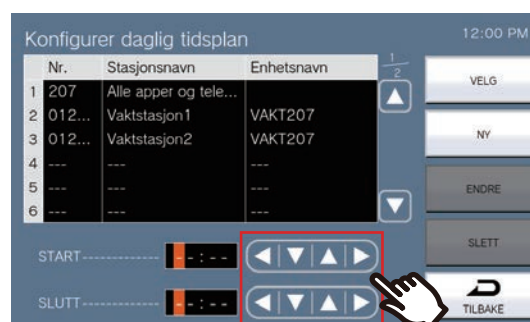 Konfigurer daglig tidsplan
12:00 PM
Nr. Stasjonsnavn Enhetsnavn
1 207 Alle apper og tele...
2 012... Vaktstasjon1 VAKT207
3 012... Vaktstasjon2 VAKT207
4 --- --- ---
5 --- --- ---
6 --- --- ---
1
2
START------------- --:--
SLUTT------------- --:--
VELG
NY
ENDRE
SLETT
TILBAKE